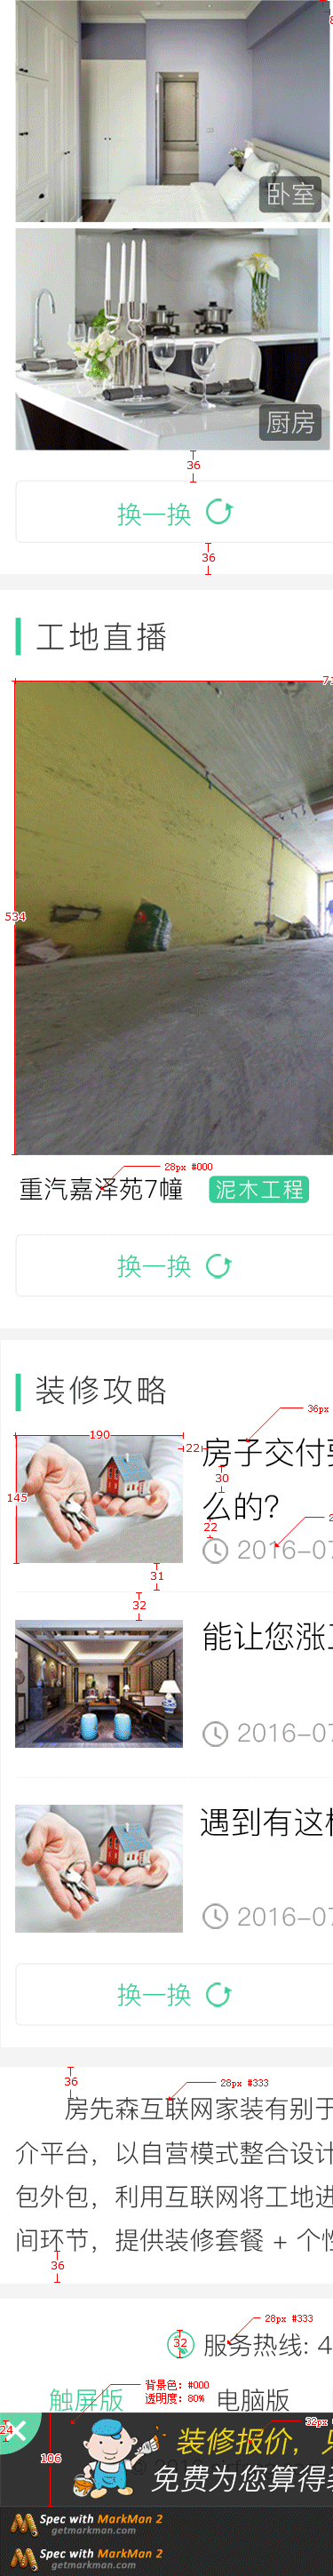 卧室
厨房
36
换一换
36
工地直播
534
28px #000
重汽嘉泽苑7幢
泥木工程
换一换
装修攻略
190
36px
22
房子交付
145
30
么的？
22
2016-07
31
32
能让您涨
2016-07
遇到有这
2016-07
换一换
36
28px #333
房先森互联网家装有别于
介平台，以自营模式整合设计
包外包，利用互联网将工地进
间环节，提供装修套餐 + 个性
36
28px #333
32
服务热线: 4
背景色: #000
透明度: 80%
触屏版
电脑版
32px
24
106
装修报价，
免费为您算得
Spec with MarkMan 2
getmarkman.com
Spec with MarkMan 2
getmarkman.com